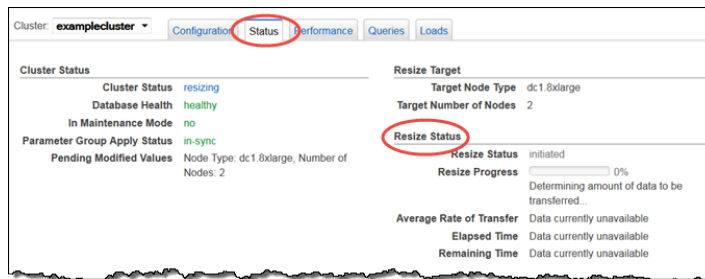 Cluster: examplecluster
Configuration Status Performance Queries Loads
Cluster Status
Cluster Status resizing
Database Health healthy
In Maintenance Mode no
Parameter Group Apply Status in-sync
Pending Modified Values Node Type: dc1.8xlarge, Number of
Nodes: 2
Resize Target
Target Node Type dc1.8xlarge
Target Number of Nodes 2
Resize Status
Resize Status initiated
Resize Progress 0%
Determining amount of data to be
transferred...
Average Rate of Transfer Data currently unavailable
Elapsed Time Data currently unavailable
Remaining Time Data currently unavailable